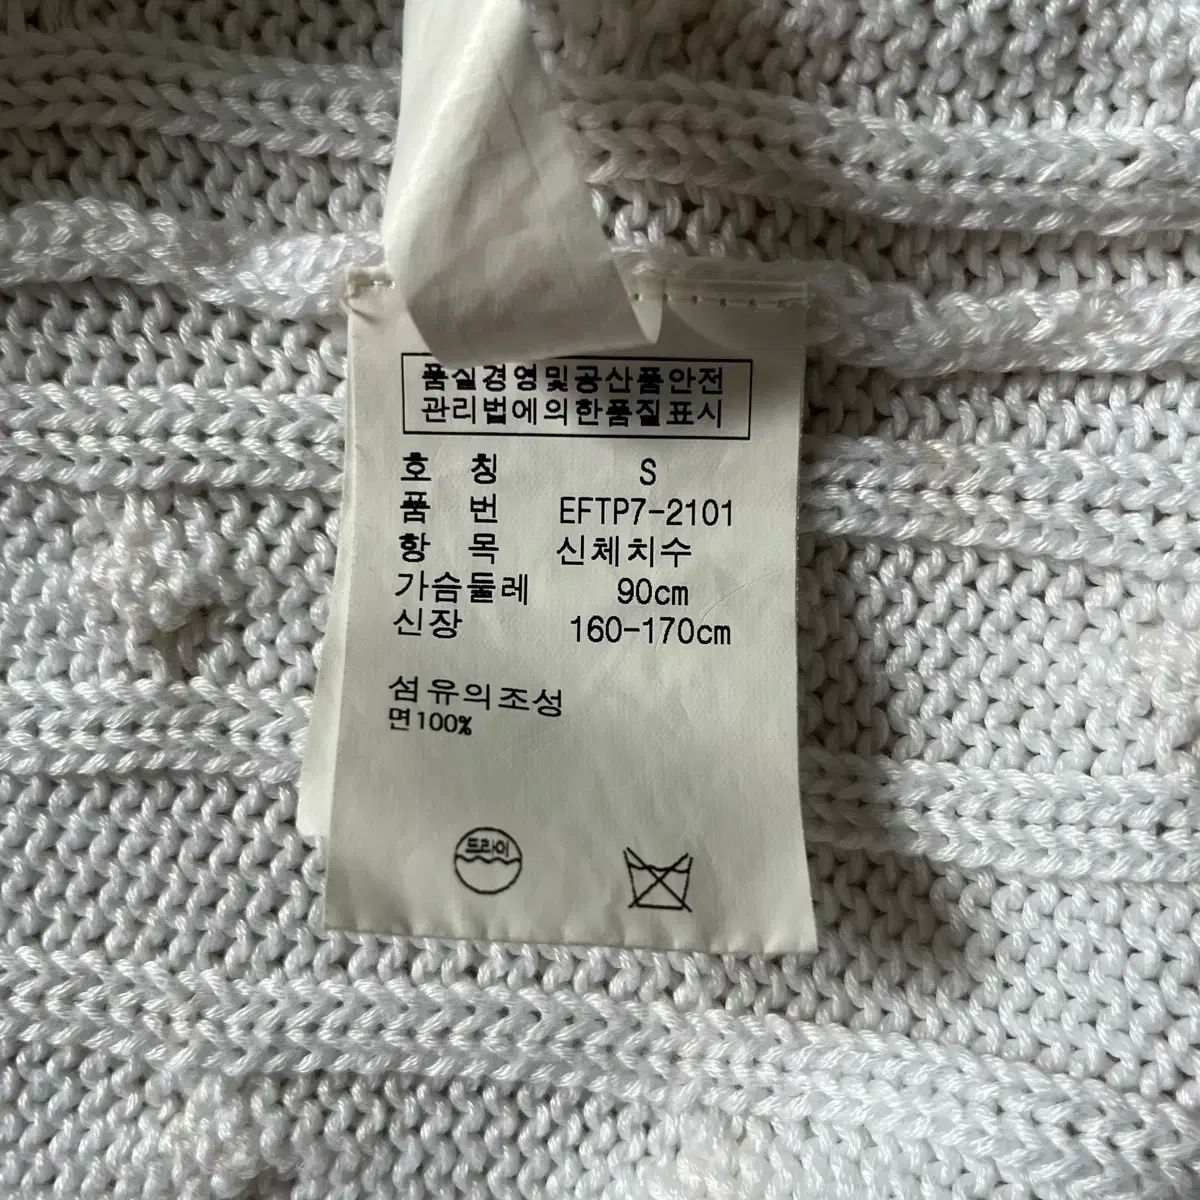 품질경영및공산품안전
관리법에의한품질표시
호 칭 S
품 번 EFTP7-2101
항 목 신체치수
가슴둘레 90cm
신장 160-170cm
섬유의조성
면100%
드라이